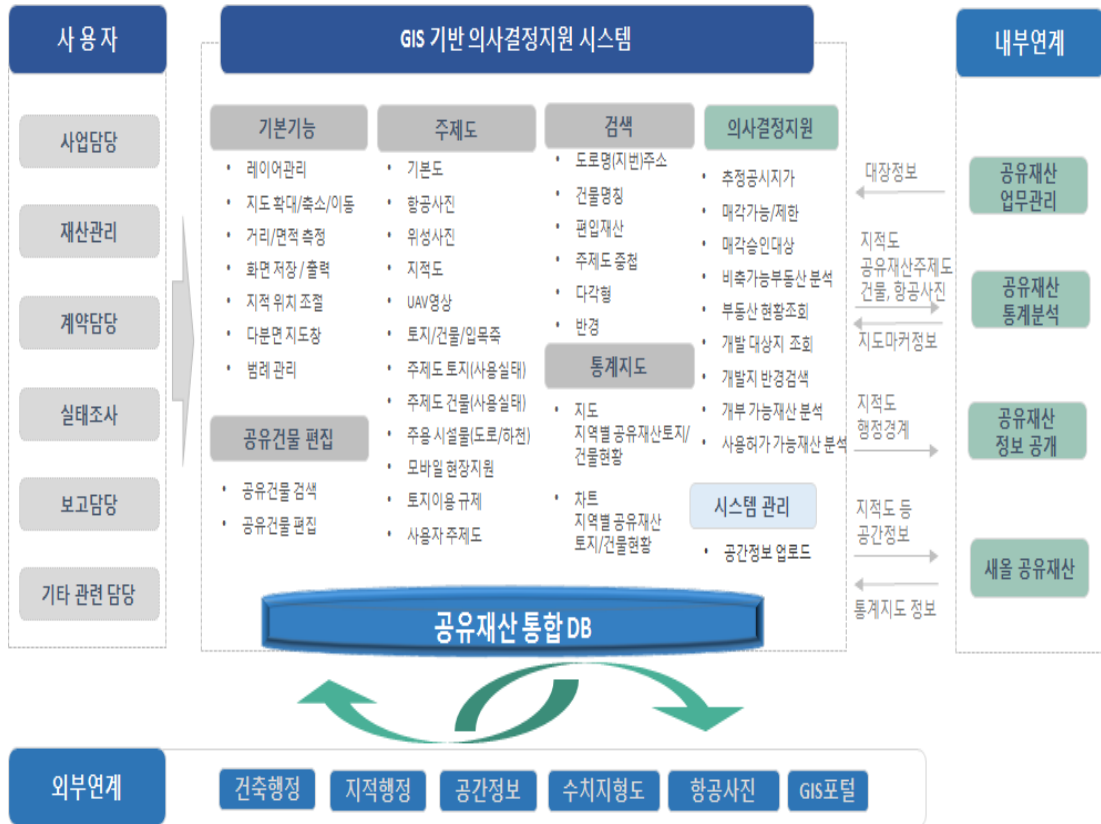 사 용 자
사업담당
재산관리
계약담당
실태조사
보고담당
기타 관련 담당
GIS 기반 의사결정지원 시스템
기본기능
• 레이어관리
• 지도 확대/축소/이동
• 거리/면적 측정
• 화면 저장 / 출력
• 지적 위치 조절
• 다분면 지도창
• 범례 관리
공유건물 편집
• 공유건물 검색
• 공유건물 편집
주제도
• 기본도
• 항공사진
• 위성사진
• 지적도
• UAV영상
• 토지/건물/입목죽
• 주제도 토지(사용실태)
• 주제도 건물(사용실태)
• 주용 시설물(도로/하천)
• 모바일 현장지원
• 토지이용 규제
• 사용자 주제도
검색
• 도로명(지번)주소
• 건물명칭
• 편입재산
• 주제도 중첩
• 다각형
• 반경
통계지도
• 지도
지역별 공유재산토지/
건물현황
• 차트
지역별 공유재산
토지/건물현황
의사결정지원
• 추정공시지가
• 매각가능/제한
• 매각승인대상
• 비축가능부동산 분석
• 부동산 현황조회
• 개발 대상지 조회
• 개발지 반경검색
• 개부 가능재산 분석
• 사용허가 가능재산 분석
시스템 관리
• 공간정보 업로드
공유재산 통합 DB
대장정보
지적도
공유재산주제도
건물, 항공사진
지도마커정보
지적도
행정경계
지적도 등
공간정보
통계지도 정보
내부연계
공유재산
업무관리
공유재산
통계분석
공유재산
정보 공개
새올 공유재산
외부연계
건축행정
지적행정
공간정보
수치지형도
항공사진
GIS포털